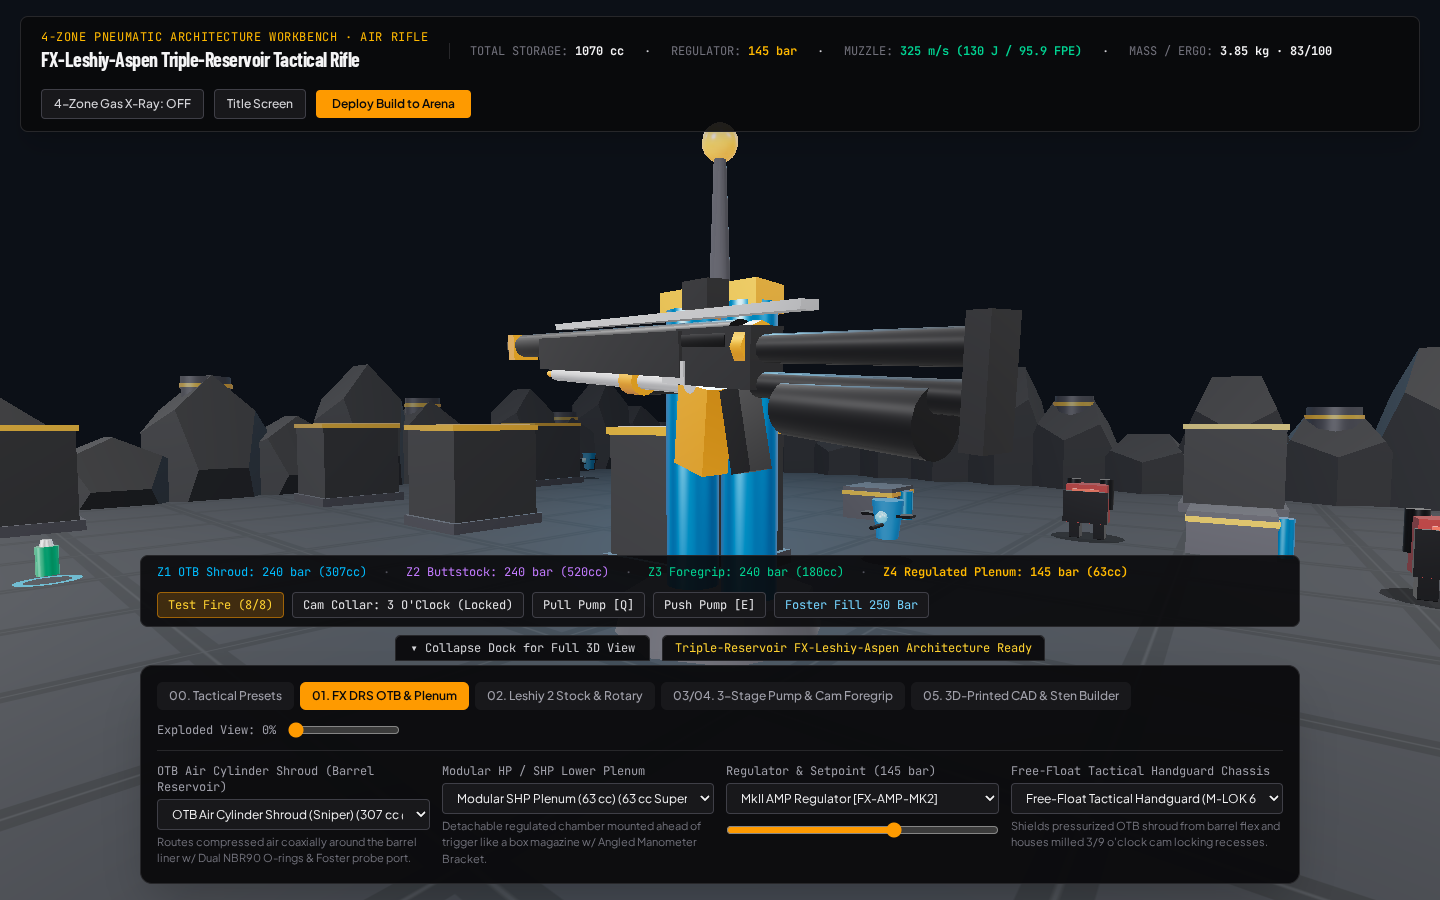 4-ZONE PNEUMATIC ARCHITECTURE WORKBENCH · AIR RIFLE
FX-Leshiy-Aspen Triple-Reservoir Tactical Rifle
TOTAL STORAGE: 1070 cc · REGULATOR: 145 bar · MUZZLE: 325 m/s (130 J / 95.9 FPE) · MASS / ERGO: 3.85 kg · 83/100
4-Zone Gas X-Ray: OFF
Title Screen
Deploy Build to Arena
Z1 OTB Shroud: 240 bar (307cc) · Z2 Buttstock: 240 bar (520cc) · Z3 Foregrip: 240 bar (180cc) · Z4 Regulated Plenum: 145 bar (63cc)
Test Fire (8/8)
Cam Collar: 3 O'Clock (Locked)
Pull Pump [Q]
Push Pump [E]
Foster Fill 250 Bar
▾ Collapse Dock for Full 3D View
Triple-Reservoir FX-Leshiy-Aspen Architecture Ready
00. Tactical Presets
01. FX DRS OTB & Plenum
02. Leshiy 2 Stock & Rotary
03/04. 3-Stage Pump & Cam Foregrip
05. 3D-Printed CAD & Sten Builder
Exploded View: 0%
OTB Air Cylinder Shroud (Barrel
Reservoir)
OTB Air Cylinder Shroud (Sniper) (307 cc
Routes compressed air coaxially around the barrel
liner w/ Dual NBR90 O-rings & Foster probe port.
Modular HP / SHP Lower Plenum
Modular SHP Plenum (63 cc) (63 cc Super
Detachable regulated chamber mounted ahead of
trigger like a box magazine w/ Angled Manometer
Bracket.
Regulator & Setpoint (145 bar)
MkII AMP Regulator [FX-AMP-MK2]
Free-Float Tactical Handguard Chassis
Free-Float Tactical Handguard (M-LOK 6
Shields pressurized OTB shroud from barrel flex and
houses milled 3/9 o'clock cam locking recesses.